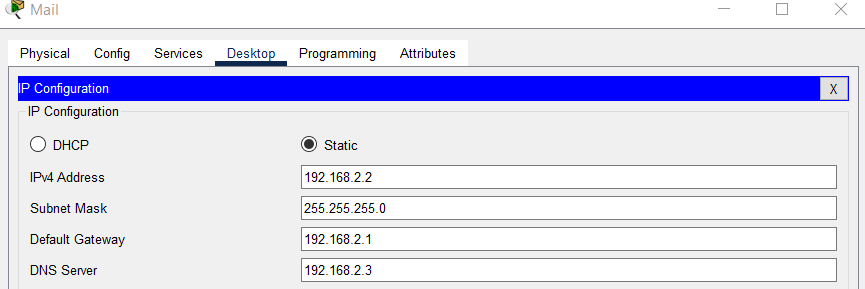 Mail
Physical Config Services Desktop Programming Attributes
IP Configuration X
IP Configuration
DHCP Static
IPv4 Address 192.168.2.2
Subnet Mask 255.255.255.0
Default Gateway 192.168.2.1
DNS Server 192.168.2.3